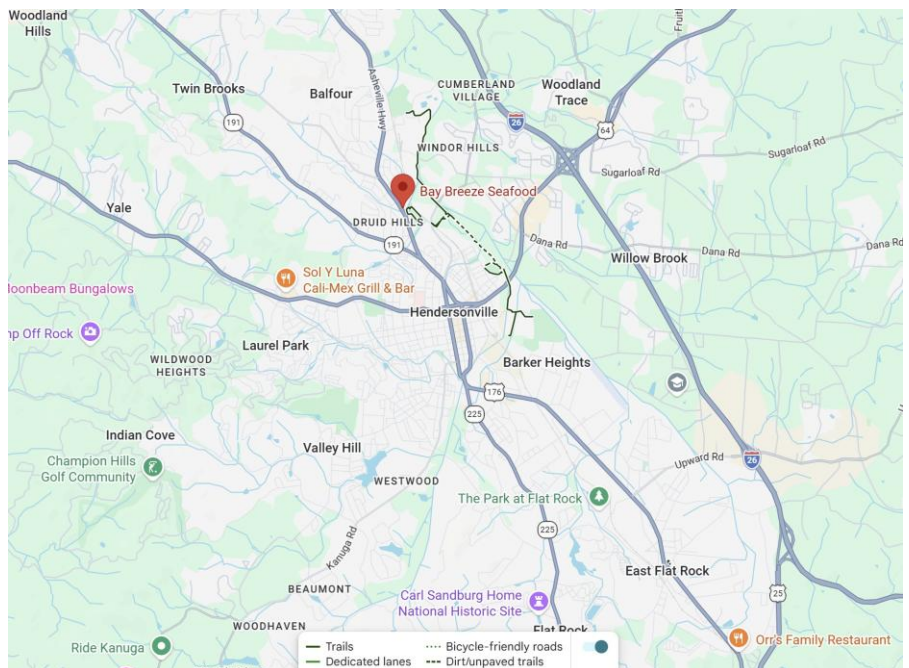 Woodland
Hills
Twin Brooks
Balfour
Asheville Hwy
CUMBERLAND
VILLAGE
Woodland
Trace
191
26
64
Sugarloaf Rd
WINDOR HILLS
Sugarloaf Rd
Bay Breeze Seafood
Yale
DRUID HILLS
191
Dana Rd
Dana Rd
Willow Brook
Sol Y Luna
Cali-Mex Grill & Bar
Moonbeam Bungalows
Hendersonville
mp Off Rock
Laurel Park
WILDWOOD
HEIGHTS
Barker Heights
176
225
Indian Cove
Valley Hill
Champion Hills
Golf Community
Upward Rd
26
WESTWOOD
The Park at Flat Rock
Kanuga Rd
225
East Flat Rock
BEAUMONT
Carl Sandburg Home
National Historic Site
25
WOODHAVEN
Flat Rock
Ride Kanuga
Orr's Family Restaurant
Trails
Bicycle-friendly roads
Dedicated lanes
Dirt/unpaved trails